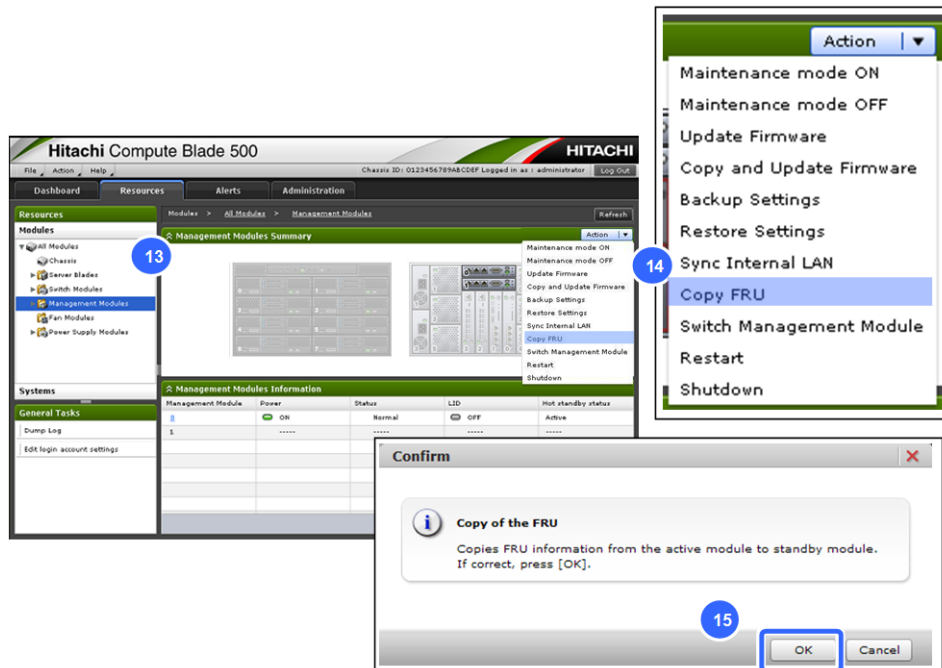 Action
Maintenance mode ON
Maintenance mode OFF
Update Firmware
Copy and Update Firmware
Backup Settings
Restore Settings
14
Sync Internal LAN
Copy FRU
Switch Management Module
Restart
Shutdown
Hitachi Compute Blade 500
HITACHI
File Action Help
Chassis ID: 0123456789ABCDEF Logged in as : administrator Log Out
Dashboard Resources Alerts Administration
Resources
Modules
All Modules
Chassis
Server Blades
Switch Modules
Management Modules
Fan Modules
Power Supply Modules
Systems
General Tasks
Dump Log
Edit login account settings
13
Modules > All Modules > Management Modules Refresh
Management Modules Summary Action
Maintenance mode ON
Maintenance mode OFF
Update Firmware
Copy and Update Firmware
Backup Settings
Restore Settings
Sync Internal LAN
Copy FRU
Switch Management Module
Restart
Shutdown
Management Modules Information
Management Module Power Status LID Hot standby status
0 ON Normal OFF Active
1 ----- ----- ----- -----
Confirm
Copy of the FRU
Copies FRU information from the active module to standby module.
If correct, press [OK].
15
OK Cancel